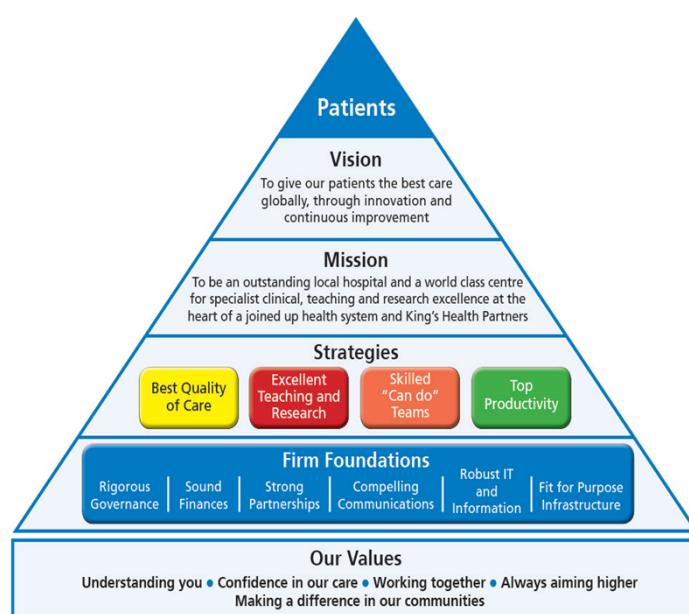 Patients
Vision
To give our patients the best care
globally, through innovation and
continuous improvement
Mission
To be an outstanding local hospital and a world class centre
for specialist clinical, teaching and research excellence at the
heart of a joined up health system and King's Health Partners
Strategies
Best Quality
of Care
Excellent
Teaching and
Research
Skilled
"Can do"
Teams
Top
Productivity
Firm Foundations
Rigorous
Governance
Sound
Finances
Strong
Partnerships
Compelling
Communications
Robust IT
and
Information
Fit for Purpose
Infrastructure
Our Values
Understanding you ● Confidence in our care ● Working together ● Always aiming higher
Making a difference in our communities